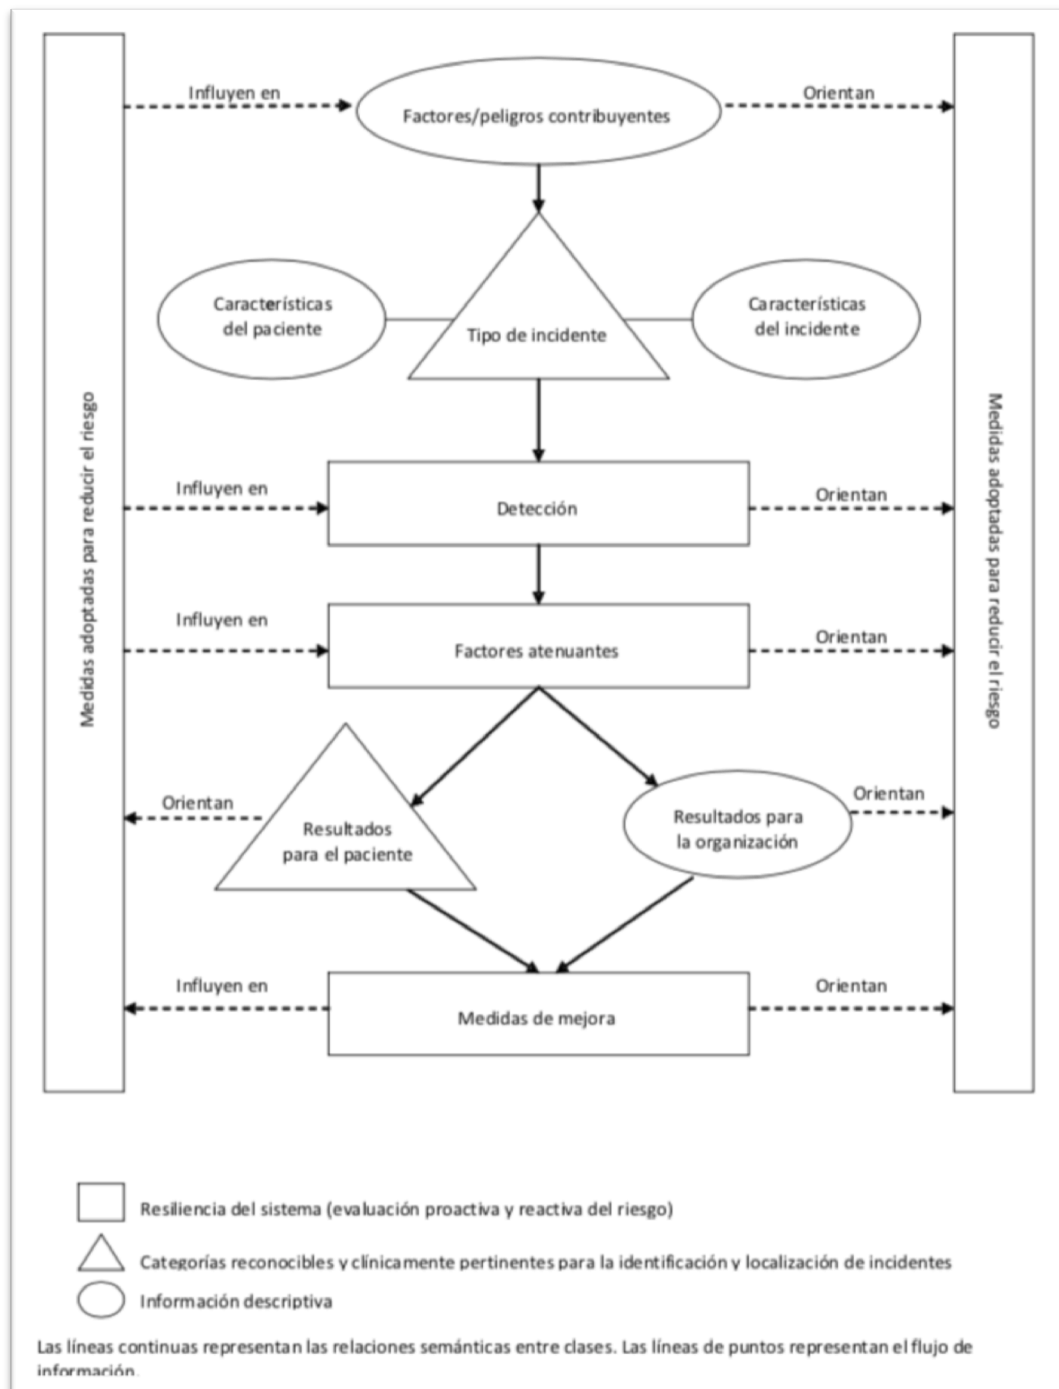 Influyen en
Orientan
Factores/peligros contribuyentes
Características
del paciente
Tipo de incidente
Características
del incidente
Medidas adoptadas para reducir el riesgo
Medidas adoptadas para reducir el riesgo
Influyen en
Detección
Orientan
Influyen en
Factores atenuantes
Orientan
Orientan
Resultados
para el paciente
Resultados para
la organización
Orientan
Influyen en
Medidas de mejora
Orientan
Resiliencia del sistema (evaluación proactiva y reactiva del riesgo)
Categorías reconocibles y clínicamente pertinentes para la identificación y localización de incidentes
Información descriptiva
Las líneas continuas representan las relaciones semánticas entre clases. Las líneas de puntos representan el flujo de
información.